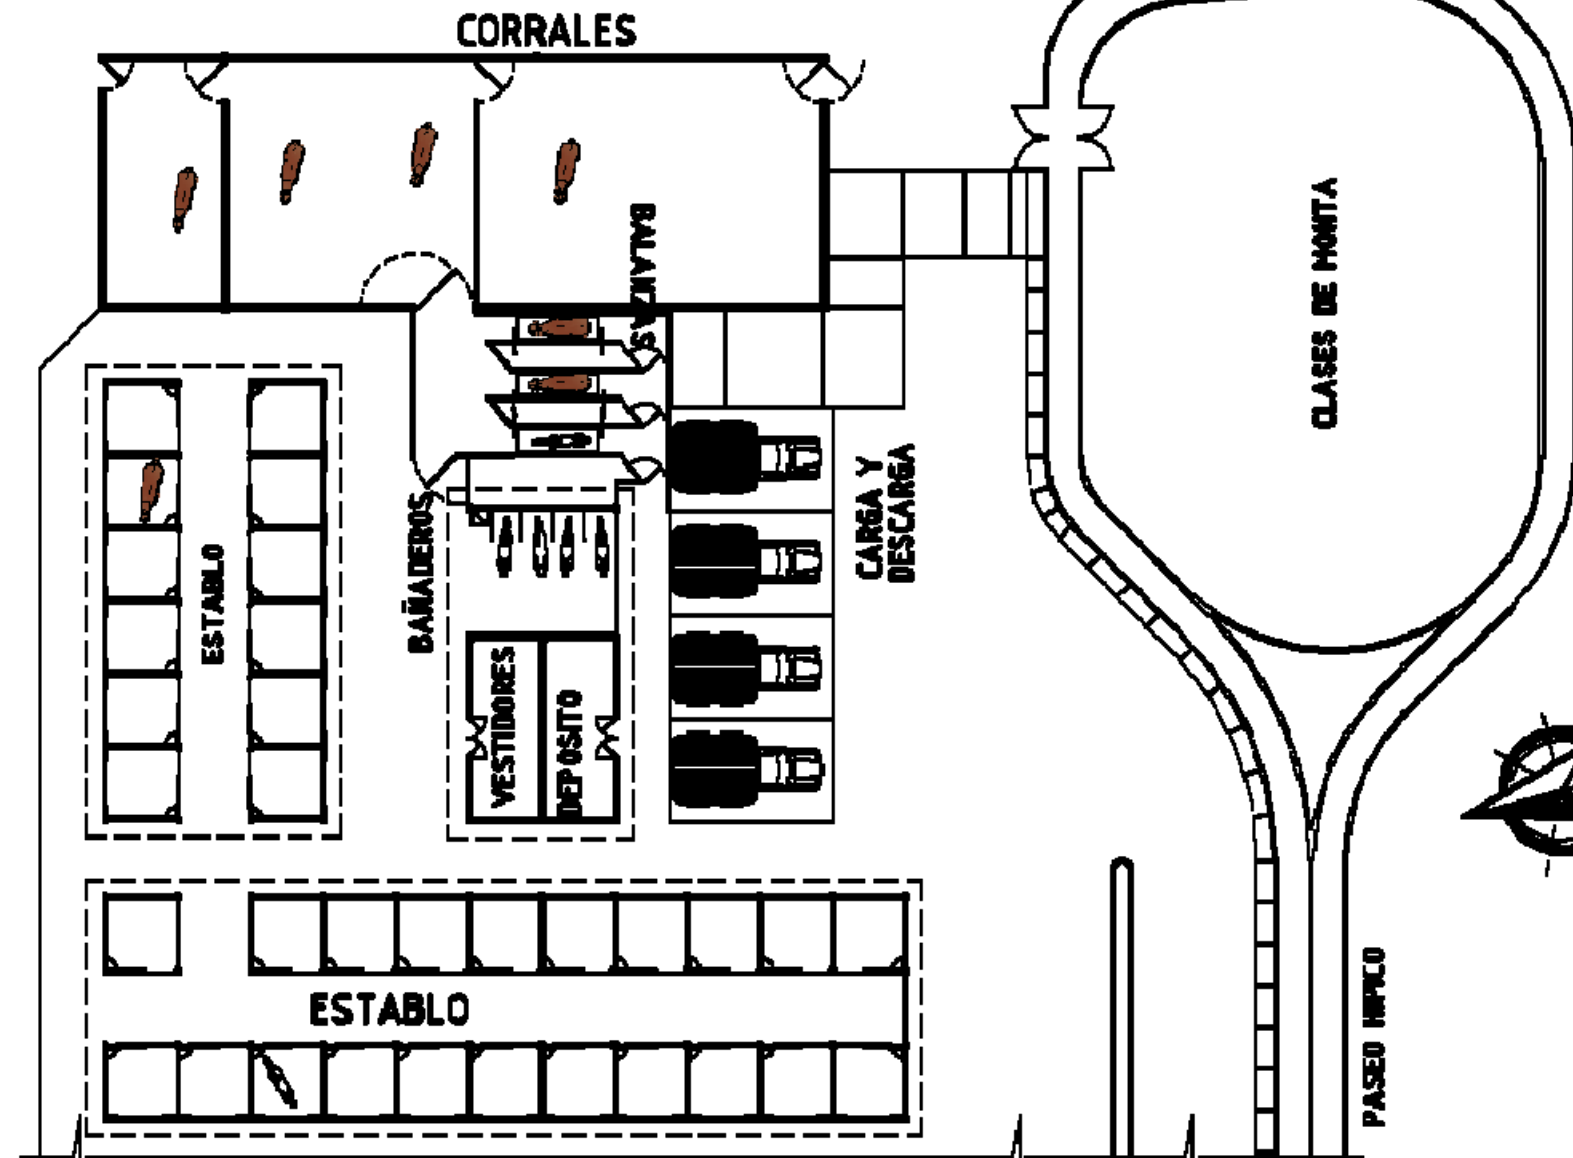 CORRALES
BALANZAS
CLASES DE MONTA
CARGA Y
DESCARGA
BAÑADEROS
ESTABLO
VESTIDORES
DEPOSITO
ESTABLO
PASEO HIPICO